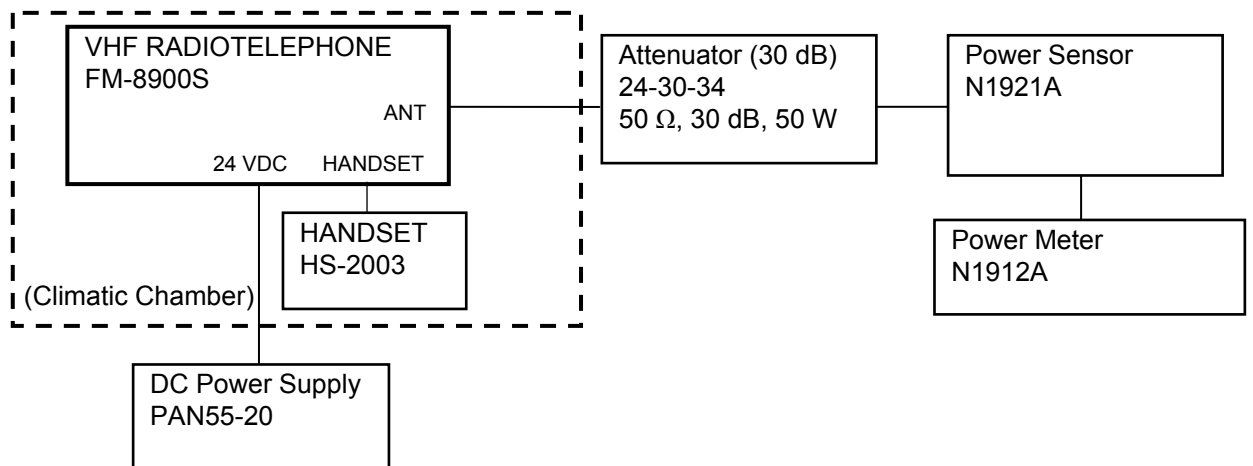 VHF RADIOTELEPHONE
FM-8900S
ANT
24 VDC
HANDSET
HANDSET
HS-2003
(Climatic Chamber)
DC Power Supply
PAN55-20
Attenuator (30 dB)
24-30-34
50 Ω, 30 dB, 50 W
Power Sensor
N1921A
Power Meter
N1912A